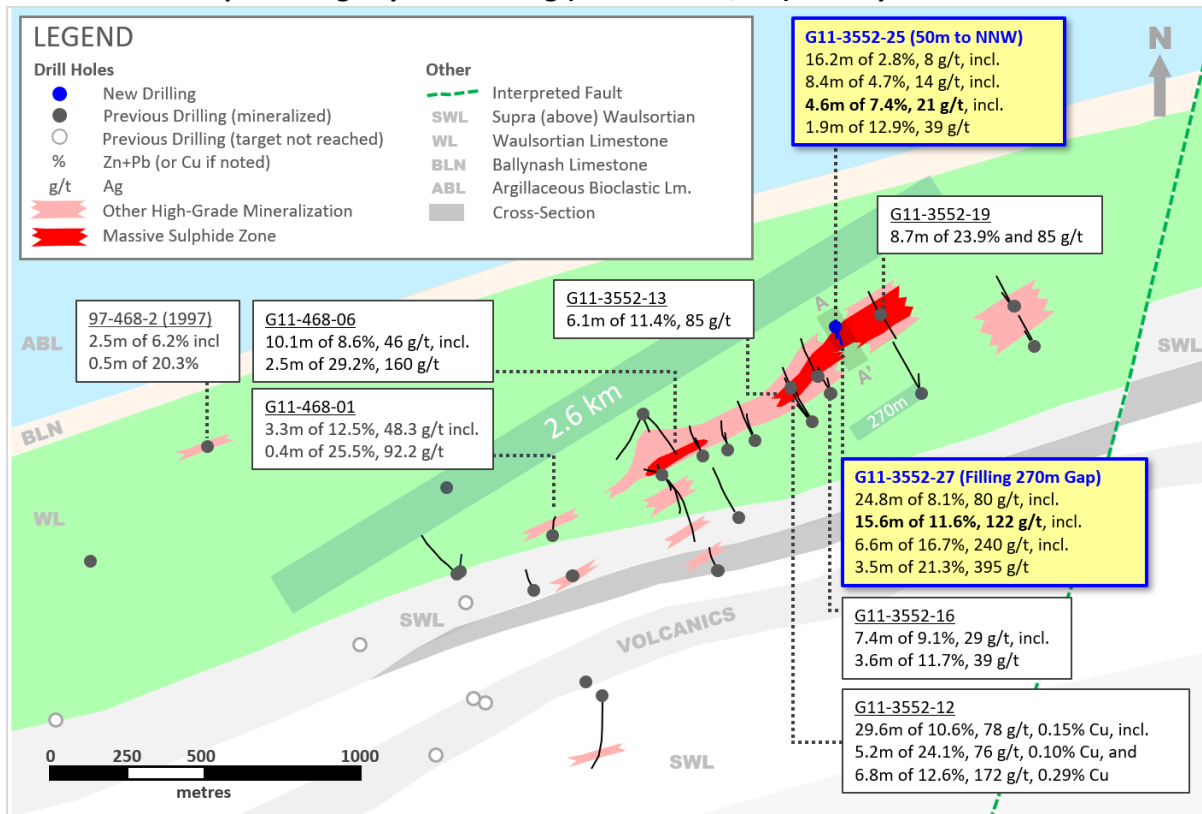 LEGEND
Drill Holes
New Drilling
Previous Drilling (mineralized)
Previous Drilling (target not reached)
% Zn+Pb (or Cu if noted)
g/t Ag
Other High-Grade Mineralization
Massive Sulphide Zone
Other
Interpreted Fault
SWL Supra (above) Waulsortian
WL Waulsortian Limestone
BLN Ballynash Limestone
ABL Argillaceous Bioclastic Lm.
Cross-Section
G11-3552-25 (50m to NNW)
16.2m of 2.8%, 8 g/t, incl.
8.4m of 4.7%, 14 g/t, incl.
4.6m of 7.4%, 21 g/t, incl.
1.9m of 12.9%, 39 g/t
N
G11-3552-19
8.7m of 23.9% and 85 g/t
G11-3552-13
6.1m of 11.4%, 85 g/t
97-468-2 (1997)
2.5m of 6.2% incl
0.5m of 20.3%
G11-468-06
10.1m of 8.6%, 46 g/t, incl.
2.5m of 29.2%, 160 g/t
G11-468-01
3.3m of 12.5%, 48.3 g/t incl.
0.4m of 25.5%, 92.2 g/t
ABL
BLN
WL
2.6 km
A
A'
270m
SWL
G11-3552-27 (Filling 270m Gap)
24.8m of 8.1%, 80 g/t, incl.
15.6m of 11.6%, 122 g/t, incl.
6.6m of 16.7%, 240 g/t, incl.
3.5m of 21.3%, 395 g/t
G11-3552-16
7.4m of 9.1%, 29 g/t, incl.
3.6m of 11.7%, 39 g/t
G11-3552-12
29.6m of 10.6%, 78 g/t, 0.15% Cu, incl.
5.2m of 24.1%, 76 g/t, 0.10% Cu, and
6.8m of 12.6%, 172 g/t, 0.29% Cu
SWL
VOLCANICS
SWL
0 250 500 1000
metres